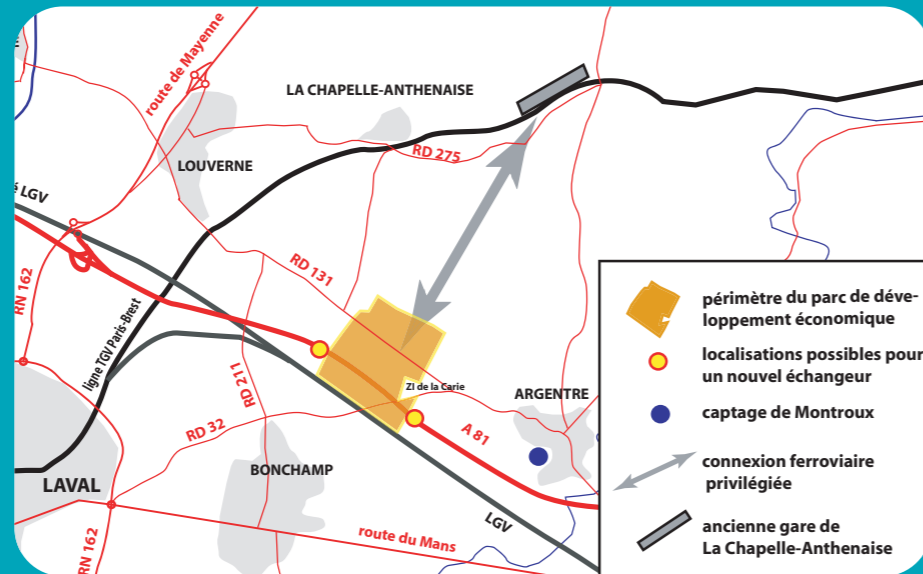 route de Mayenne
LA CHAPELLE-ANTHENAISE
LOUVERNE
RD 275
LGV
RN 162
RD 131
ligne TGV Paris-Brest
RD 211
ZI de la Carie
ARGENTRE
RD 32
A 81
BONCHAMP
LAVAL
LGV
route du Mans
RN 162
périmètre du parc de déve-
loppement économique
localisations possibles pour
un nouvel échangeur
captage de Montroux
connexion ferroviaire
privilégiée
ancienne gare de
La Chapelle-Anthenaise